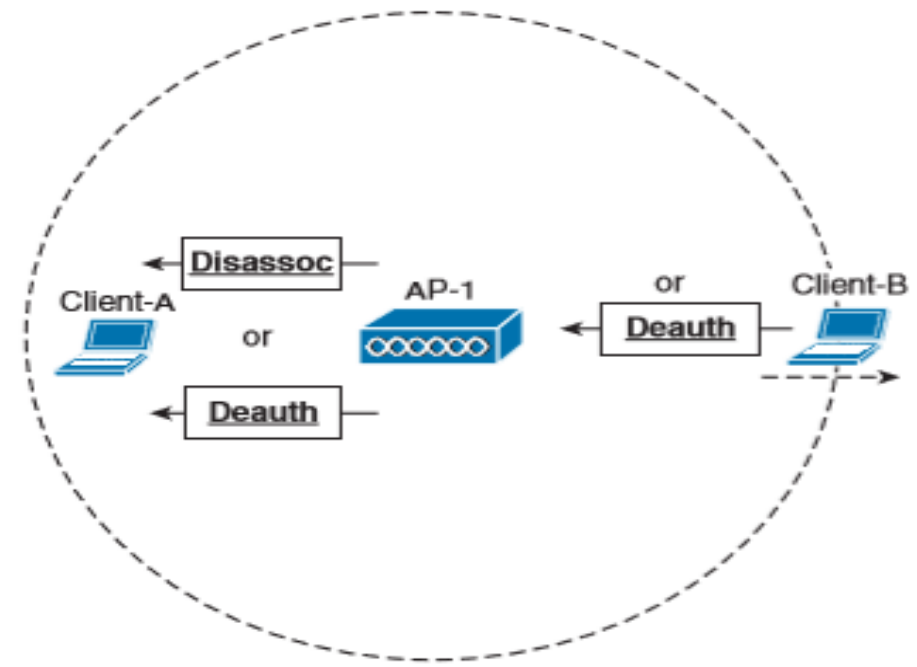 Disassoc
Client-A
AP-1
or
Client-B
or
Deauth
Deauth